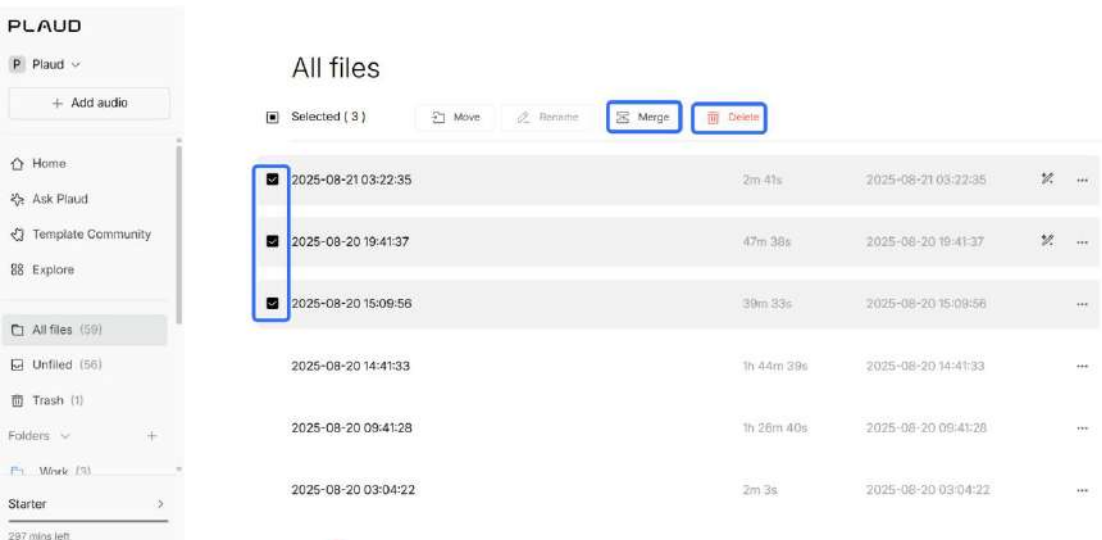 PLAUD
P Plaud
+ Add audio
Home
Ask Plaud
Template Community
Explore
All files (59)
Unfiled (56)
Trash (1)
Folders +
Work (3)
Starter >
297 mins left
All files
Selected ( 3 ) Move Rename Merge Delete
2025-08-21 03:22:35 2m 41s 2025-08-21 03:22:35 ...
2025-08-20 19:41:37 47m 38s 2025-08-20 19:41:37 ...
2025-08-20 15:09:56 39m 33s 2025-08-20 15:09:56 ...
2025-08-20 14:41:33 1h 44m 39s 2025-08-20 14:41:33 ...
2025-08-20 09:41:28 1h 26m 40s 2025-08-20 09:41:28 ...
2025-08-20 03:04:22 2m 3s 2025-08-20 03:04:22 ...